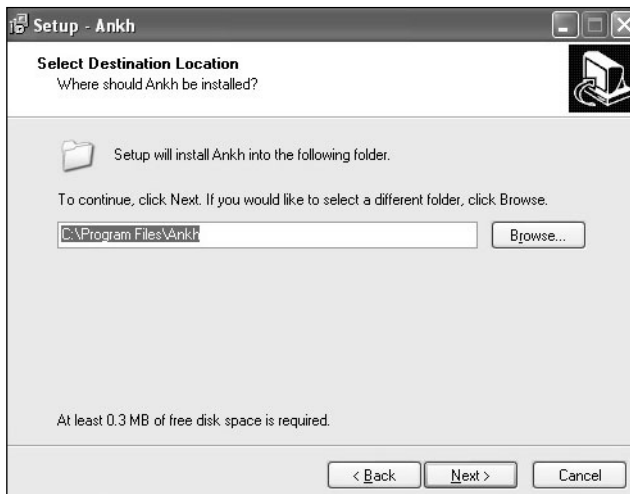 Setup - Ankh
Select Destination Location
Where should Ankh be installed?
Setup will install Ankh into the following folder.
To continue, click Next. If you would like to select a different folder, click Browse.
C:\Program Files\Ankh
Browse...
At least 0.3 MB of free disk space is required.
< Back Next > Cancel